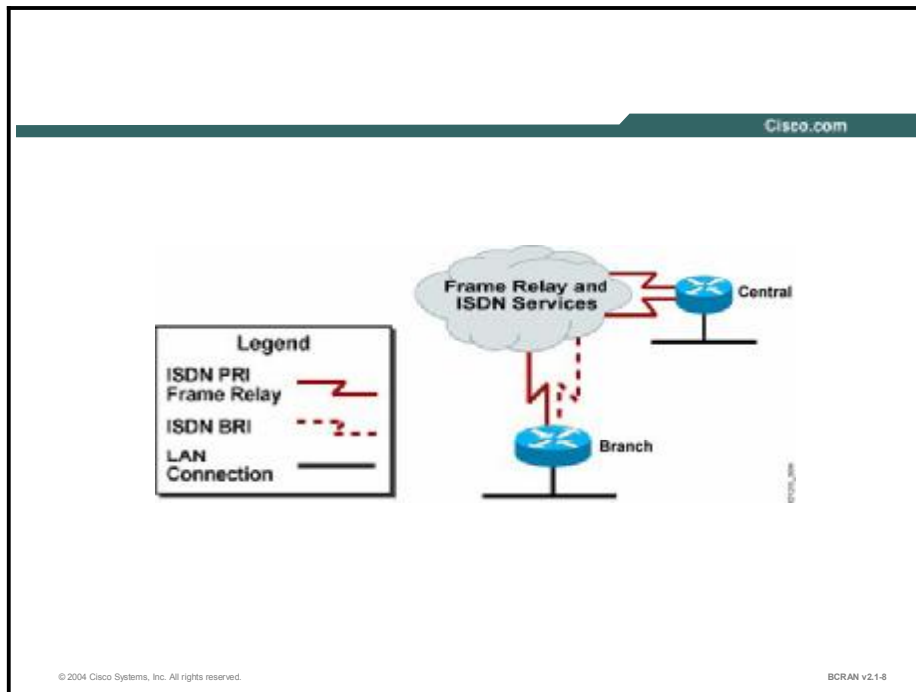 Cisco.com
Frame Relay and
ISDN Services
Central
Legend
ISDN PRI
Frame Relay
ISDN BRI
LAN
Connection
Branch
© 2004 Cisco Systems, Inc. All rights reserved.
BCRAN v2.1-8